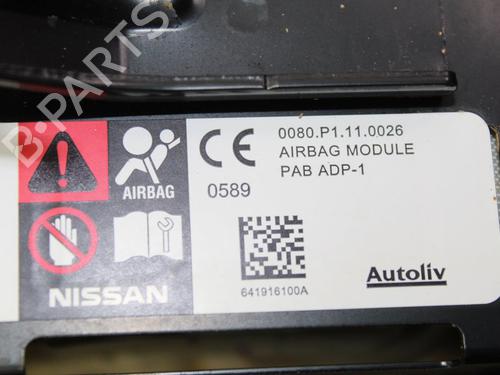 B-PARTS
0080.P1.11.0026
AIRBAG MODULE
PAB ADP-1
CE
0589
AIRBAG
NISSAN
641916100A
Autoliv